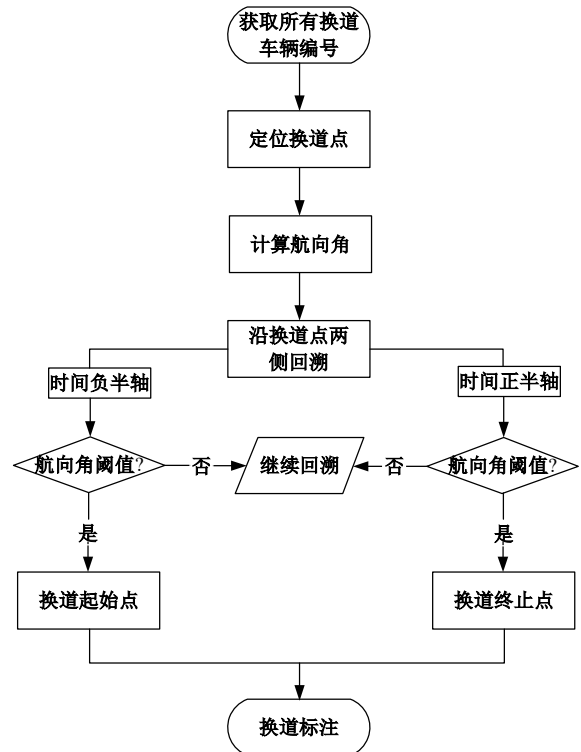 获取所有换道
车辆编号
定位换道点
计算航向角
沿换道点两
侧回溯
时间负半轴
时间正半轴
航向角阈值?
否
继续回溯
否
航向角阈值?
是
是
换道起始点
换道终止点
换道标注